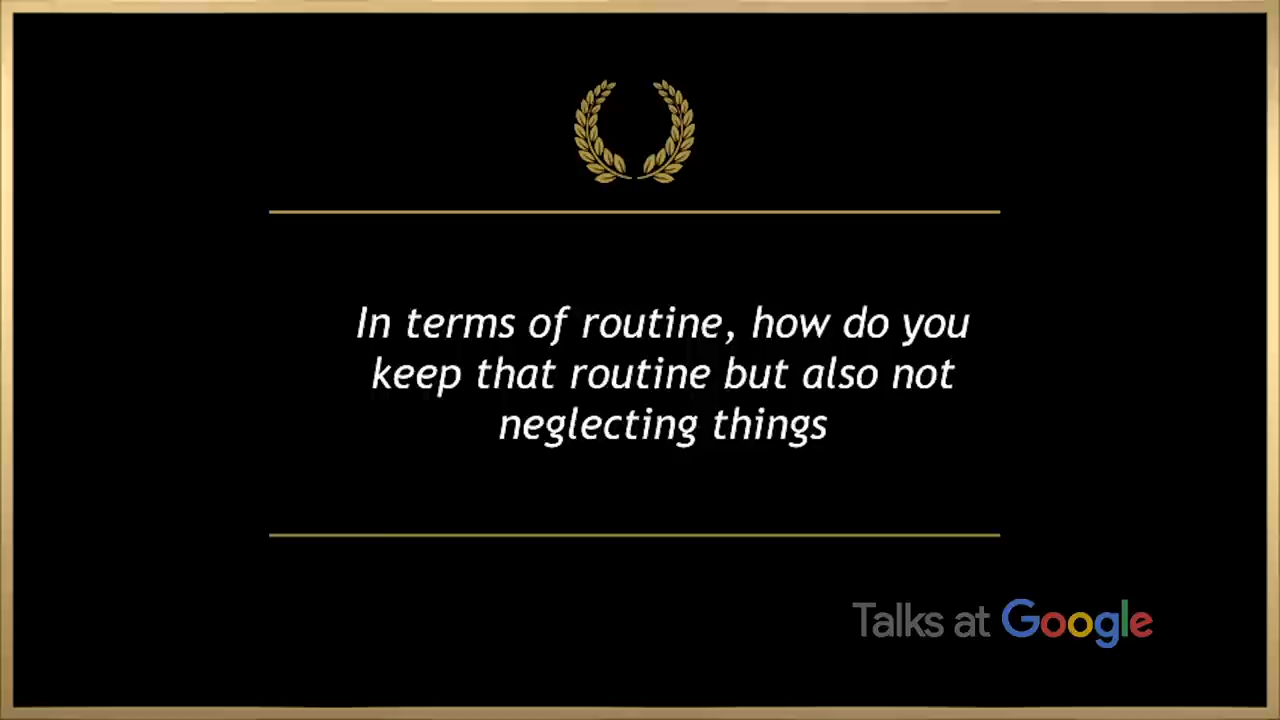 In terms of routine, how do you
keep that routine but also not
neglecting things
Talks at Google